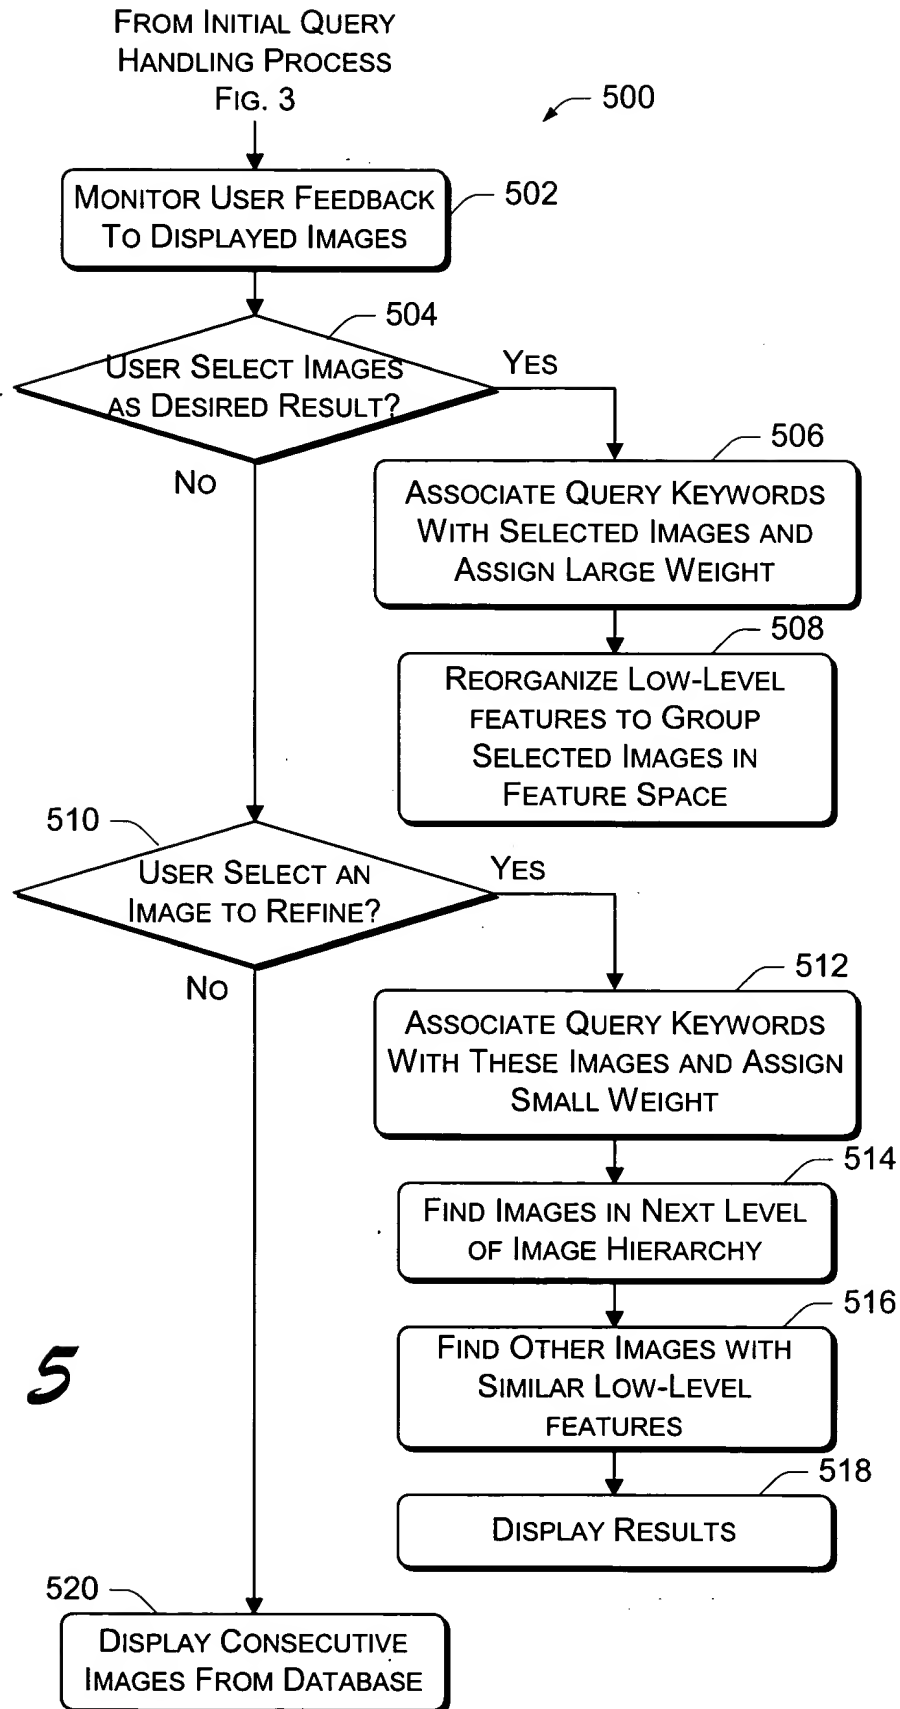 FROM INITIAL QUERY
HANDLING PROCESS
FIG. 3
500
MONITOR USER FEEDBACK
TO DISPLAYED IMAGES
502
504
USER SELECT IMAGES
AS DESIRED RESULT?
YES
NO
506
ASSOCIATE QUERY KEYWORDS
WITH SELECTED IMAGES AND
ASSIGN LARGE WEIGHT
508
REORGANIZE LOW-LEVEL
FEATURES TO GROUP
SELECTED IMAGES IN
FEATURE SPACE
510
USER SELECT AN
IMAGE TO REFINE?
YES
NO
512
ASSOCIATE QUERY KEYWORDS
WITH THESE IMAGES AND ASSIGN
SMALL WEIGHT
514
FIND IMAGES IN NEXT LEVEL
OF IMAGE HIERARCHY
516
FIND OTHER IMAGES WITH
SIMILAR LOW-LEVEL
FEATURES
5
518
DISPLAY RESULTS
520
DISPLAY CONSECUTIVE
IMAGES FROM DATABASE